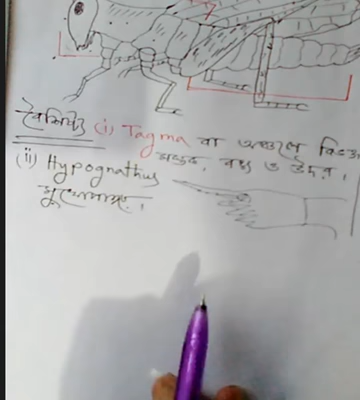 বৈশিষ্ট্য (i) Tagma বা অঞ্চলে বিভক্ত
মস্তক, বক্ষ ও উদর।
(ii) Hypognathus